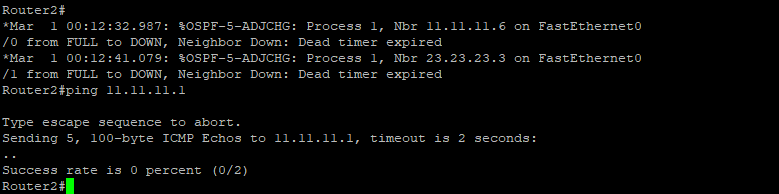 Router2#
*Mar  1 00:12:32.987: %OSPF-5-ADJCHG: Process 1, Nbr 11.11.11.6 on FastEthernet0
/0 from FULL to DOWN, Neighbor Down: Dead timer expired
*Mar  1 00:12:41.079: %OSPF-5-ADJCHG: Process 1, Nbr 23.23.23.3 on FastEthernet0
/1 from FULL to DOWN, Neighbor Down: Dead timer expired
Router2#ping 11.11.11.1
Type escape sequence to abort.
Sending 5, 100-byte ICMP Echos to 11.11.11.1, timeout is 2 seconds:
..
Success rate is 0 percent (0/2)
Router2#